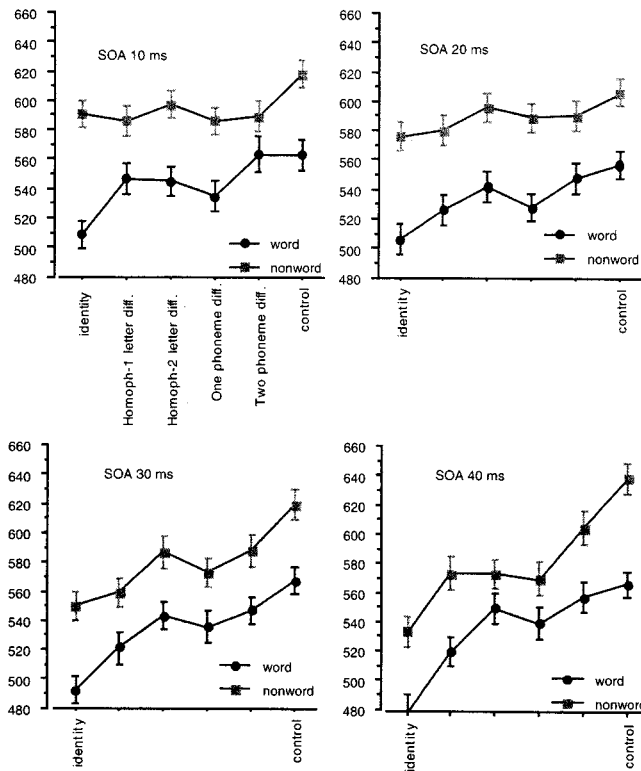 SOA 10 ms
660
640
620
600
580
560
540
520
500
480
word
nonword
identity
Homoph-1 letter diff.
Homoph-2 letter diff.
One phoneme diff.
Two phoneme diff.
control
SOA 20 ms
660
640
620
600
580
560
540
520
500
480
word
nonword
identity
control
SOA 30 ms
660
640
620
600
580
560
540
520
500
480
word
nonword
identity
control
SOA 40 ms
660
640
620
600
580
560
540
520
500
480
word
nonword
identity
control